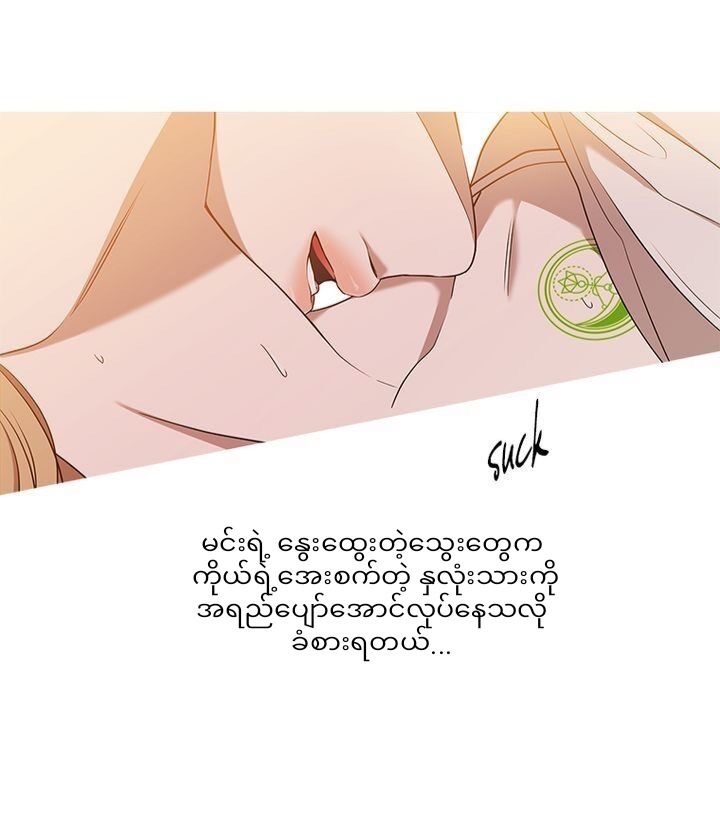 suck
မင်းရဲ့ နွေးထွေးတဲ့သွေးတွေက
ကိုယ်ရဲ့အေးစက်တဲ့ နှလုံးသားကို
အရည်ပျော်အောင်လုပ်နေသလို
ခံစားရတယ်...